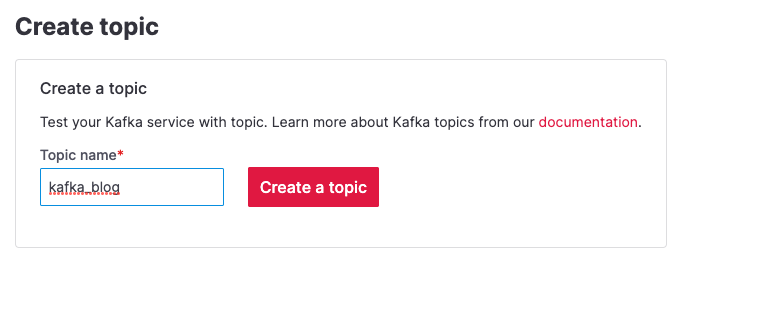 Create topic
Create a topic
Test your Kafka service with topic. Learn more about Kafka topics from our documentation.
Topic name*
kafka_blog
Create a topic